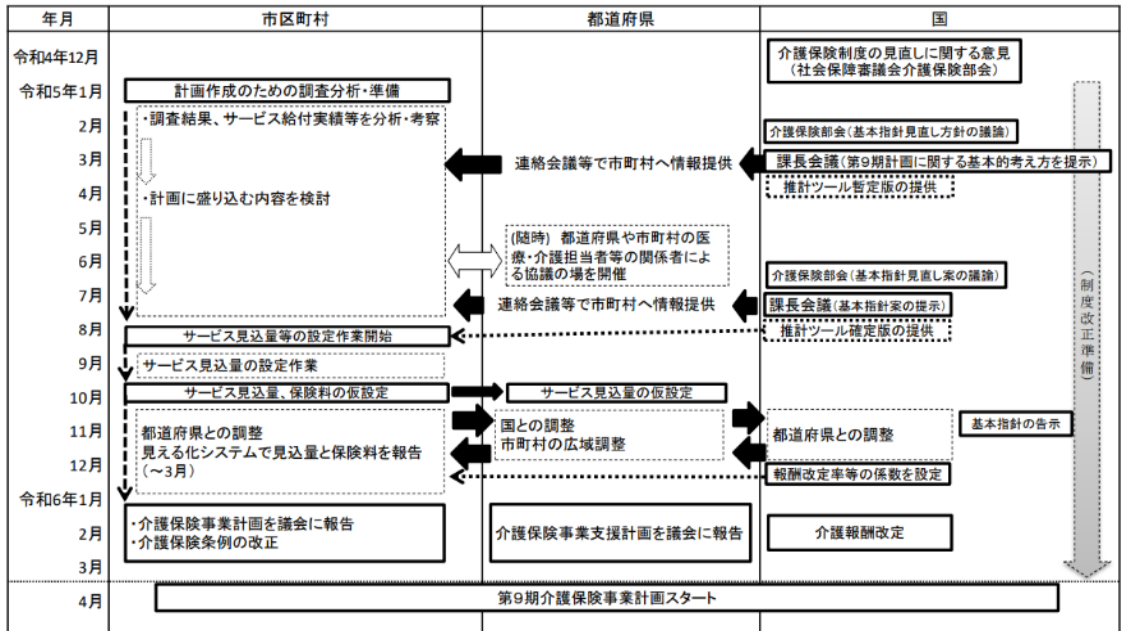 年月
市区町村
都道府県
国
令和4年12月
介護保険制度の見直しに関する意見
(社会保障審議会介護保険部会)
令和5年1月
計画作成のための調査分析・準備
2月
・調査結果、サービス給付実績等を分析・考察
介護保険部会(基本指針見直し方針の議論)
3月
連絡会議等で市町村へ情報提供
課長会議(第9期計画に関する基本的考え方を提示)
4月
・計画に盛り込む内容を検討
推計ツール暫定版の提供
5月
(随時) 都道府県や市町村の医
療・介護担当者等の関係者によ
る協議の場を開催
6月
介護保険部会(基本指針見直し案の議論)
7月
連絡会議等で市町村へ情報提供
課長会議(基本指針案の提示)
8月
サービス見込量等の設定作業開始
推計ツール確定版の提供
9月
サービス見込量の設定作業
10月
サービス見込量、保険料の仮設定
サービス見込量の仮設定
11月
都道府県との調整
見える化システムで見込量と保険料を報告
(～3月)
国との調整
市町村の広域調整
都道府県との調整
基本指針の告示
12月
報酬改定率等の係数を設定
令和6年1月
2月
・介護保険事業計画を議会に報告
・介護保険条例の改正
介護保険事業支援計画を議会に報告
介護報酬改定
3月
4月
第9期介護保険事業計画スタート
(制度改正準備)